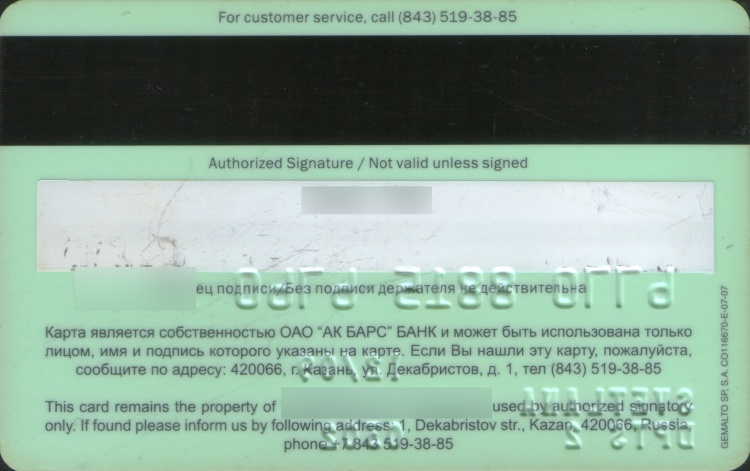 For customer service, call (843) 519-38-85
Authorized Signature / Not valid unless signed
ец подписи/Без подписи держателя не действительна
Карта является собственностью ОАО "АК БАРС" БАНК и может быть использована только
лицом, имя и подпись которого указаны на карте. Если Вы нашли эту карту, пожалуйста,
сообщите по адресу: 420066, г. Казань, ул. Декабристов, д. 1, тел (843) 519-38-85
This card remains the property of used by authorized signatory
only. If found please inform us by following address: 1, Dekabristov str., Kazan, 420066, Russia,
phone +7 843 519-38-85
GEMALTO SP, S.A. CO116670-E-07-07